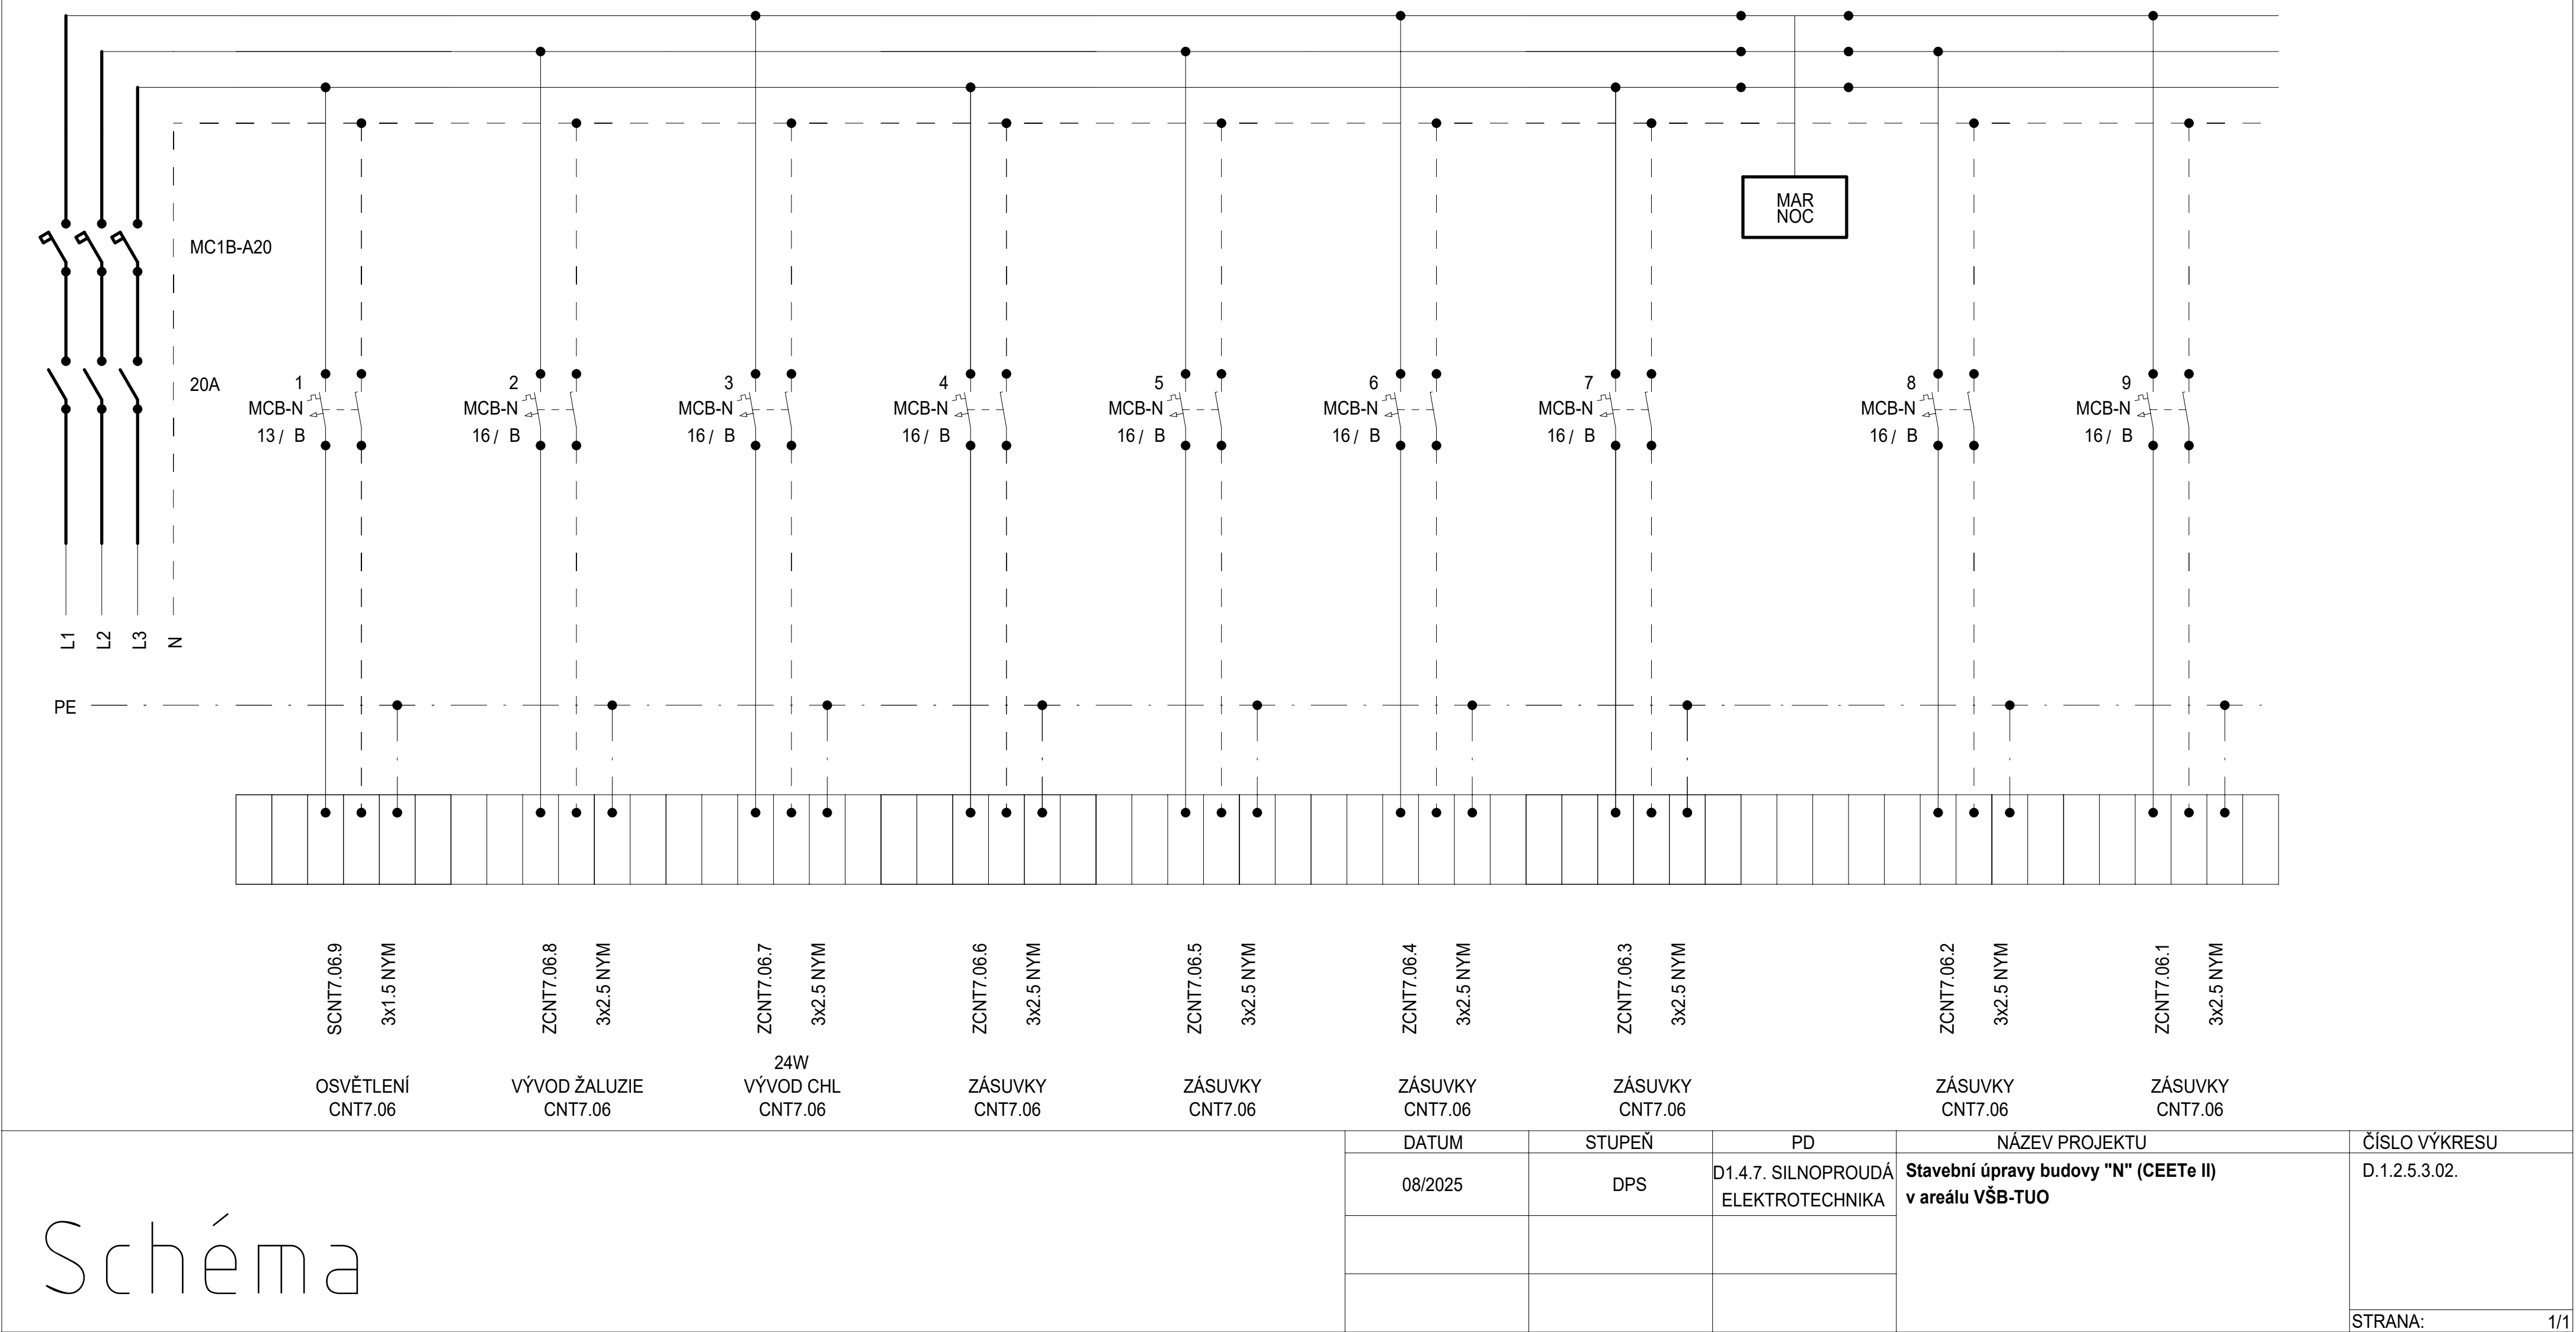 MAR
NOC
MC1B-A20
20A
1
MCB-N
13 / B
2
MCB-N
16 / B
3
MCB-N
16 / B
4
MCB-N
16 / B
5
MCB-N
16 / B
6
MCB-N
16 / B
7
MCB-N
16 / B
8
MCB-N
16 / B
9
MCB-N
16 / B
L1
L2
L3
N
PE
SCNT7.06.9
3x1.5 NYM
ZCNT7.06.8
3x2.5 NYM
ZCNT7.06.7
3x2.5 NYM
ZCNT7.06.6
3x2.5 NYM
ZCNT7.06.5
3x2.5 NYM
ZCNT7.06.4
3x2.5 NYM
ZCNT7.06.3
3x2.5 NYM
ZCNT7.06.2
3x2.5 NYM
ZCNT7.06.1
3x2.5 NYM
OSVĚTLENÍ
CNT7.06
VÝVOD ŽALUZIE
CNT7.06
24W
VÝVOD CHL
CNT7.06
ZÁSUVKY
CNT7.06
ZÁSUVKY
CNT7.06
ZÁSUVKY
CNT7.06
ZÁSUVKY
CNT7.06
ZÁSUVKY
CNT7.06
ZÁSUVKY
CNT7.06
Schéma
DATUM
08/2025
STUPEŇ
DPS
PD
D1.4.7. SILNOPROUDÁ
ELEKTROTECHNIKA
NÁZEV PROJEKTU
Stavební úpravy budovy "N" (CEETe II)
v areálu VŠB-TUO
ČÍSLO VÝKRESU
D.1.2.5.3.02.
STRANA: 1/1